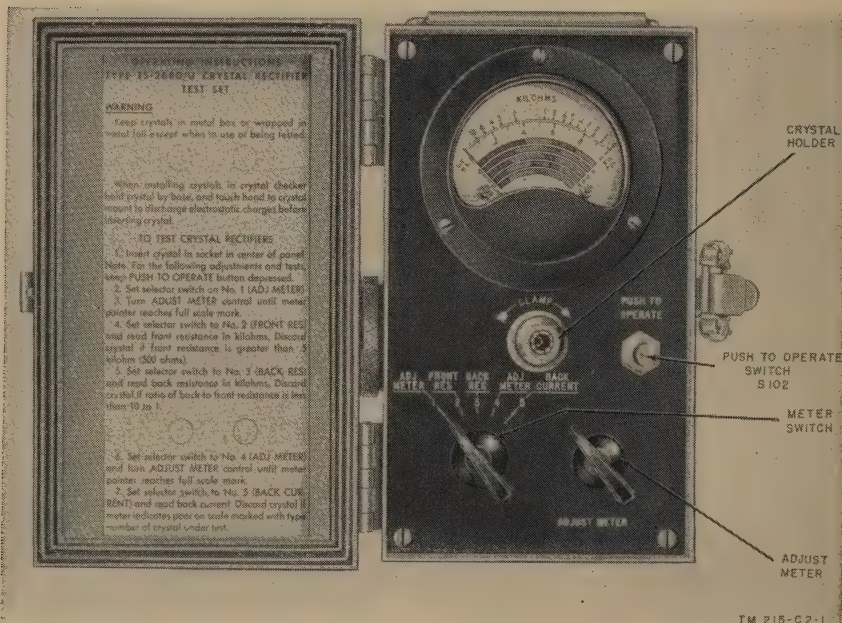 OPERATING INSTRUCTIONS
TYPE TS-268D/U CRYSTAL RECTIFIER
TEST SET
WARNING
Keep crystals in metal box or wrapped in
metal foil except when in use or being tested.
When installing crystals in crystal checker
hold crystal by base, and touch hand to crystal
mount to discharge electrostatic charges before
inserting crystal.
TO TEST CRYSTAL RECTIFIERS
1. Insert crystal in socket in center of panel.
Note. For the following adjustments and tests,
keep PUSH TO OPERATE button depressed.
2. Set selector switch on No. 1 (ADJ METER)
3. Turn ADJUST METER control until meter
pointer reaches full scale mark.
4. Set selector switch to No. 2 (FRONT RES)
and read front resistance in kilohms. Discard
crystal if front resistance is greater than .5
kilohm (500 ohms).
5. Set selector switch to No. 3 (BACK RES)
and read back resistance in kilohms. Discard
crystal if ratio of back to front resistance is less
than 10 to 1.
6. Set selector switch to No. 4 (ADJ METER)
and turn ADJUST METER control until meter
pointer reaches full scale mark.
7. Set selector switch to No. 5 (BACK CUR-
RENT) and read back current. Discard crystal if
meter indicates poor on scale marked with type
number of crystal under test.
KILOHMS
CLAMP
PUSH TO
OPERATE
ADJ FRONT BACK ADJ BACK
METER RES RES METER CURRENT
2 3 4 5
ADJUST METER
CRYSTAL
HOLDER
PUSH TO OPERATE
SWITCH
S102
METER
SWITCH
ADJUST
METER
TM 215-C2-1